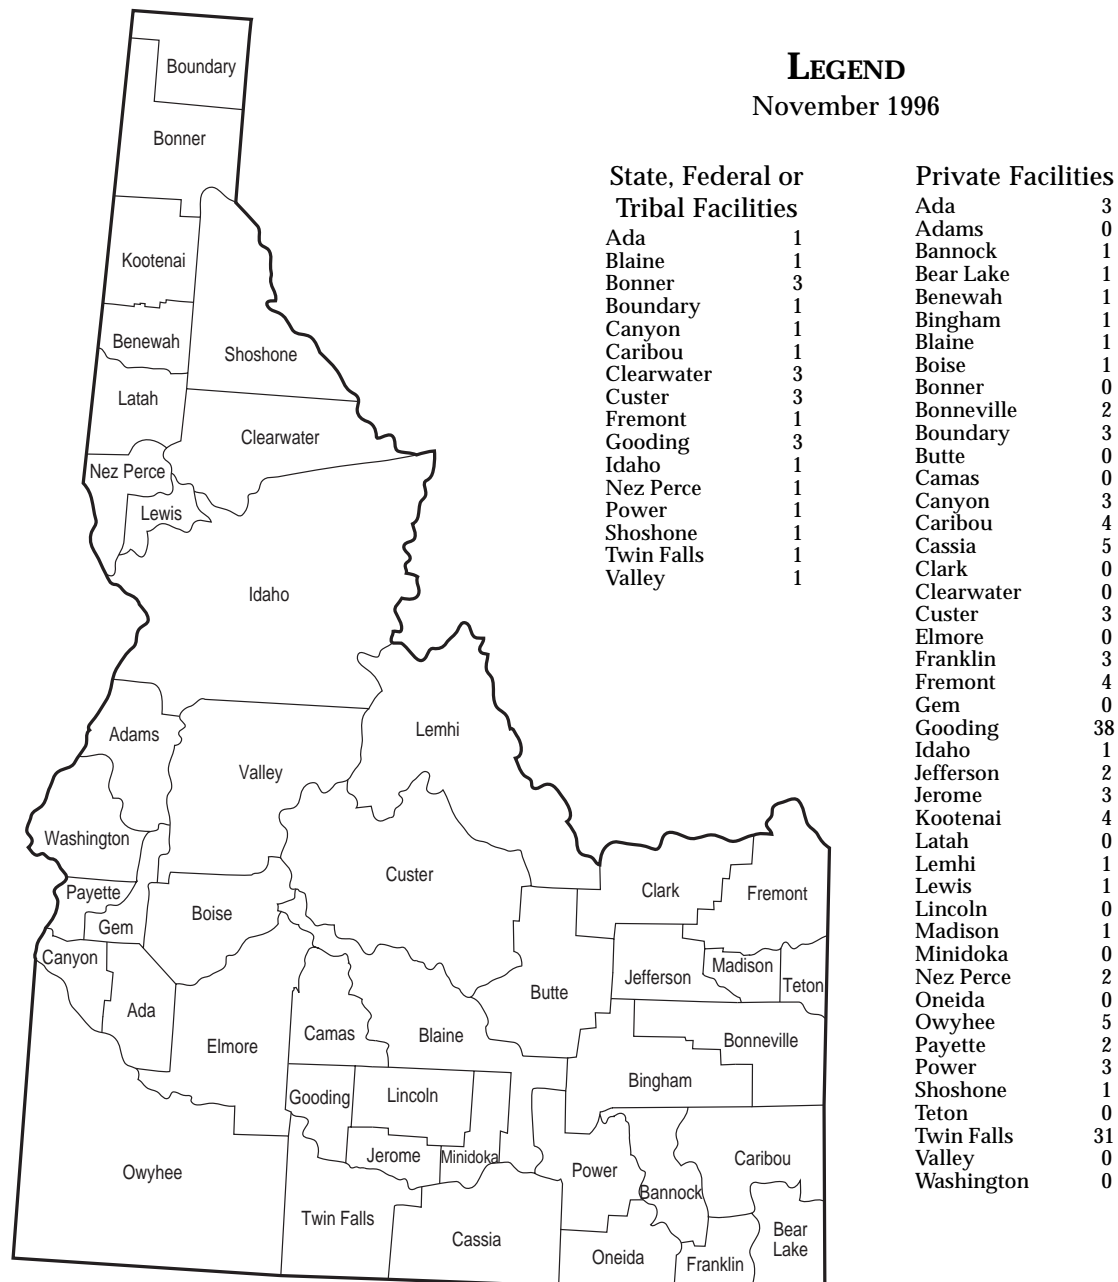 LEGEND
November 1996
State, Federal or
Tribal Facilities
Ada 1
Blaine 1
Bonner 3
Boundary 1
Canyon 1
Caribou 1
Clearwater 3
Custer 3
Fremont 1
Gooding 3
Idaho 1
Nez Perce 1
Power 1
Shoshone 1
Twin Falls 1
Valley 1
Private Facilities
Ada 3
Adams 0
Bannock 1
Bear Lake 1
Benewah 1
Bingham 1
Blaine 1
Boise 1
Bonner 0
Bonneville 2
Boundary 3
Butte 0
Camas 0
Canyon 3
Caribou 4
Cassia 5
Clark 0
Clearwater 0
Custer 3
Elmore 0
Franklin 3
Fremont 4
Gem 0
Gooding 38
Idaho 1
Jefferson 2
Jerome 3
Kootenai 4
Latah 0
Lemhi 1
Lewis 1
Lincoln 0
Madison 1
Minidoka 0
Nez Perce 2
Oneida 0
Owyhee 5
Payette 2
Power 3
Shoshone 1
Teton 0
Twin Falls 31
Valley 0
Washington 0
Boundary
Bonner
Kootenai
Benewah
Shoshone
Latah
Clearwater
Nez Perce
Lewis
Idaho
Adams
Lemhi
Valley
Washington
Custer
Payette
Clark
Fremont
Boise
Gem
Canyon
Madison
Jefferson
Teton
Butte
Ada
Camas
Blaine
Elmore
Bonneville
Bingham
Gooding
Lincoln
Jerome
Minidoka
Caribou
Power
Owyhee
Bannock
Twin Falls
Bear
Lake
Cassia
Oneida
Franklin